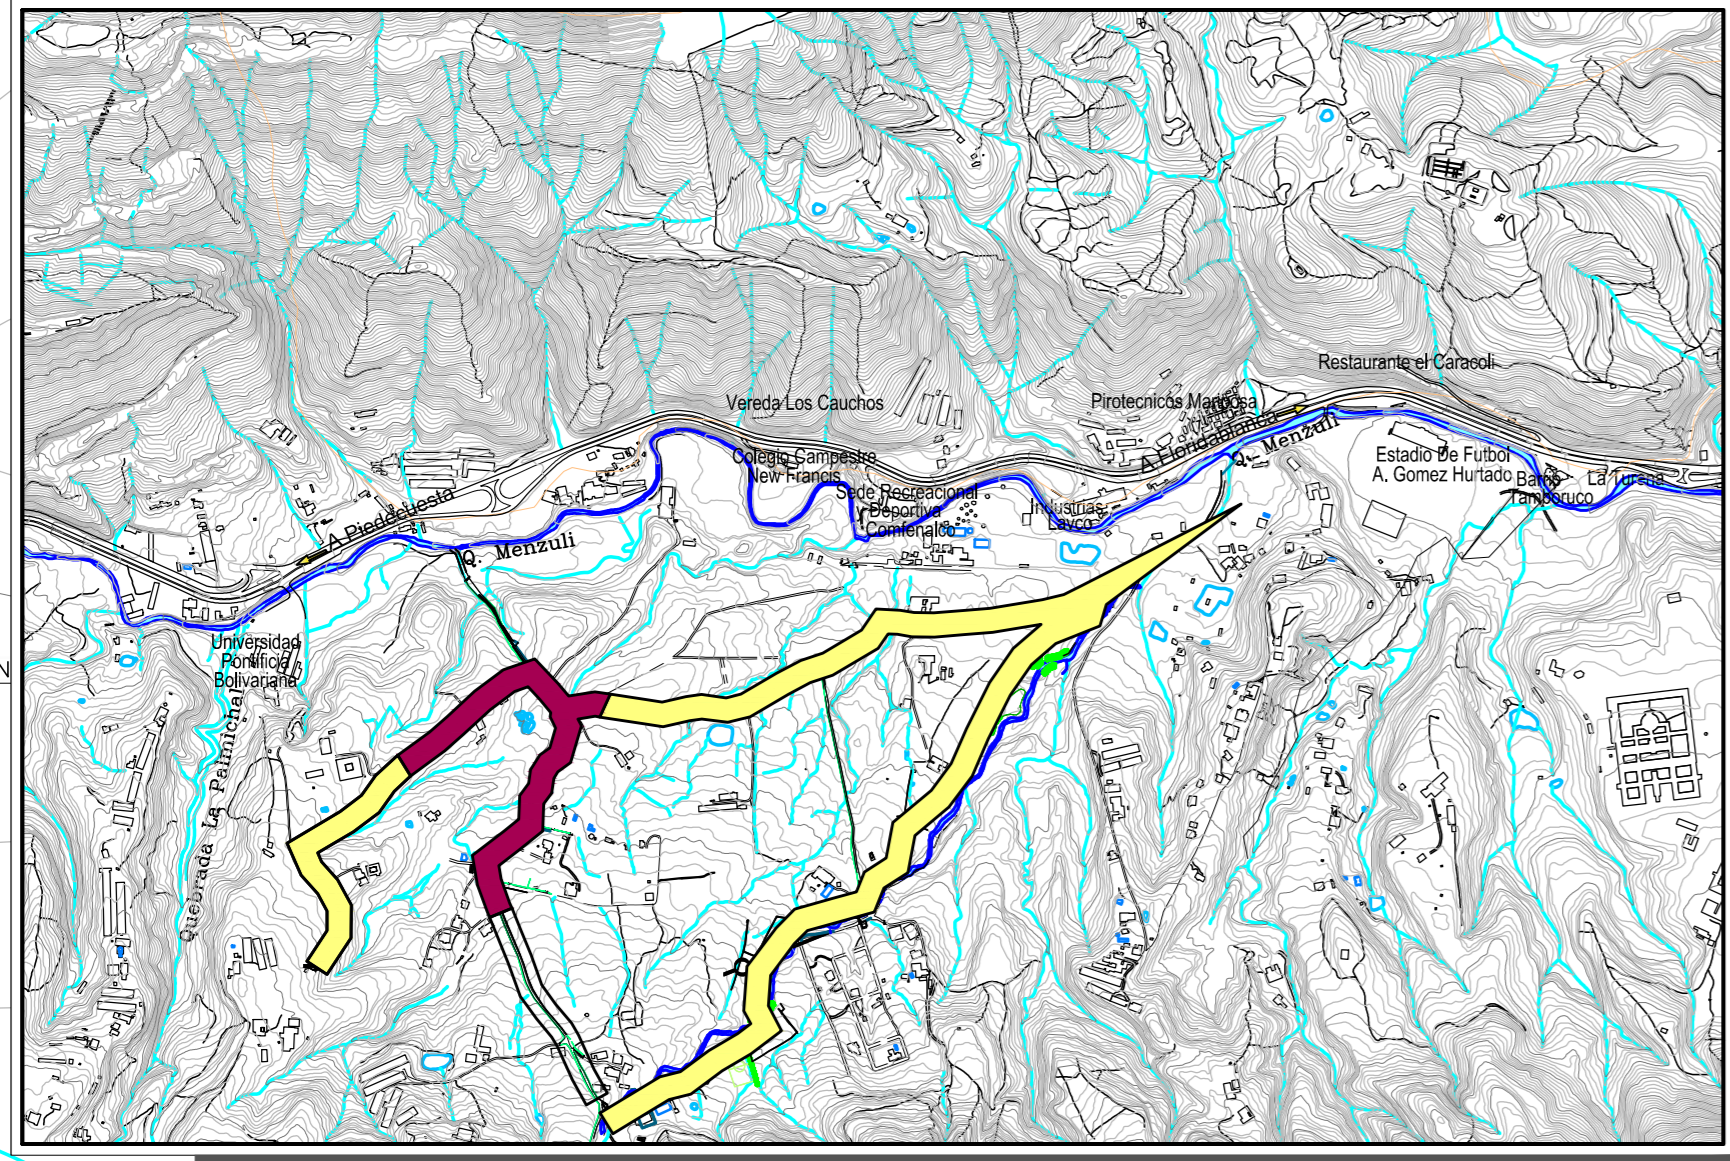 Restaurante el Caracoli
Vereda Los Cauchos
Pirotecnicos Mariposa
A Floridablanca
Q. Menzuli
Colegio Campestre
New Francis
Estadio De Futbol
A. Gomez Hurtado
Barrio
Tamboruco
La Turena
Sede Recreacional
y Deportiva
Comfenalco
Industrias
Layco
A Piedecuesta
Q. Menzuli
Universidad
Pontificia
Bolivariana
Quebrada La Palmichal
N